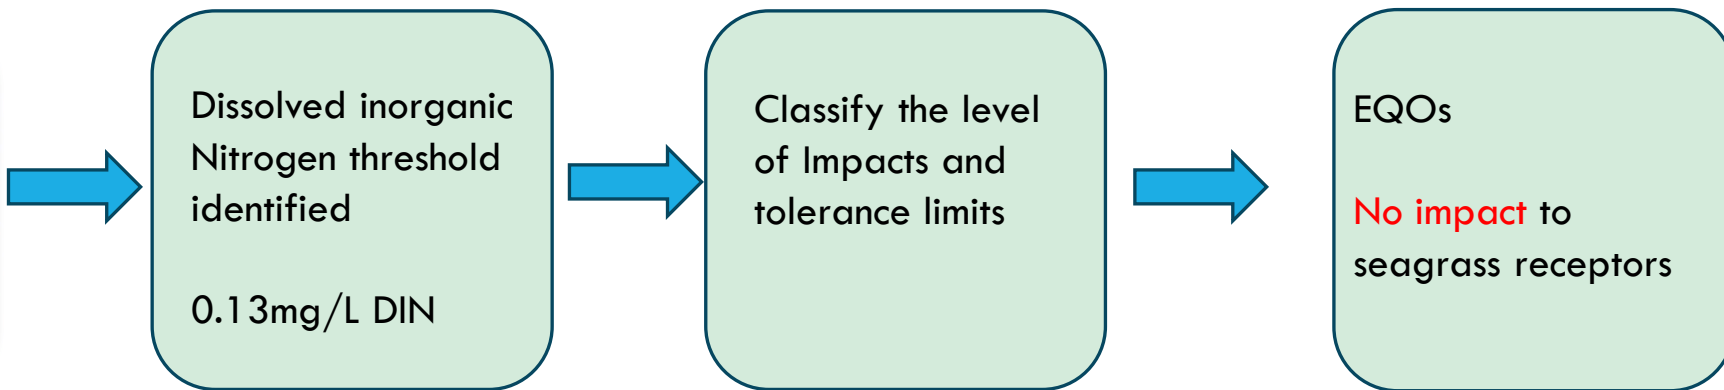 Dissolved inorganic
Nitrogen threshold
identified
0.13mg/L DIN
Classify the level
of Impacts and
tolerance limits
EQOs
No impact to
seagrass receptors